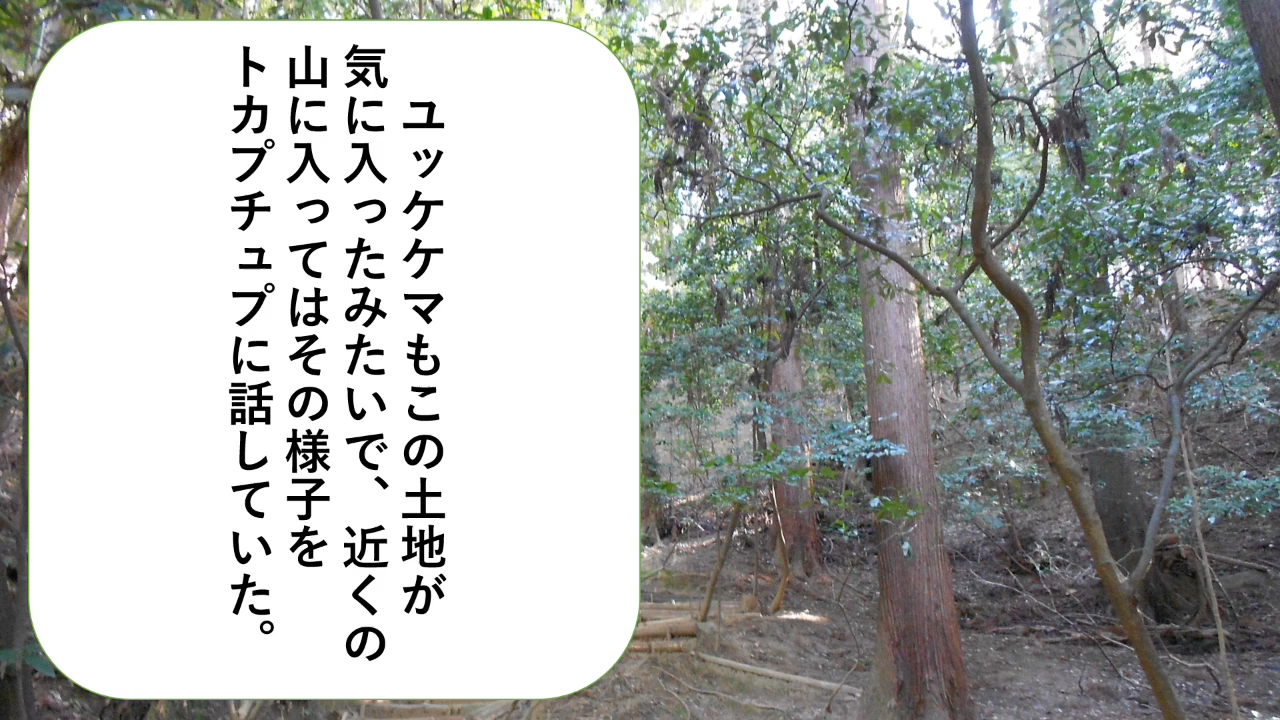 ユッケケマもこの土地が
気に入ったみたいで、近くの
山に入ってはその様子を
トカプチュプに話していた。